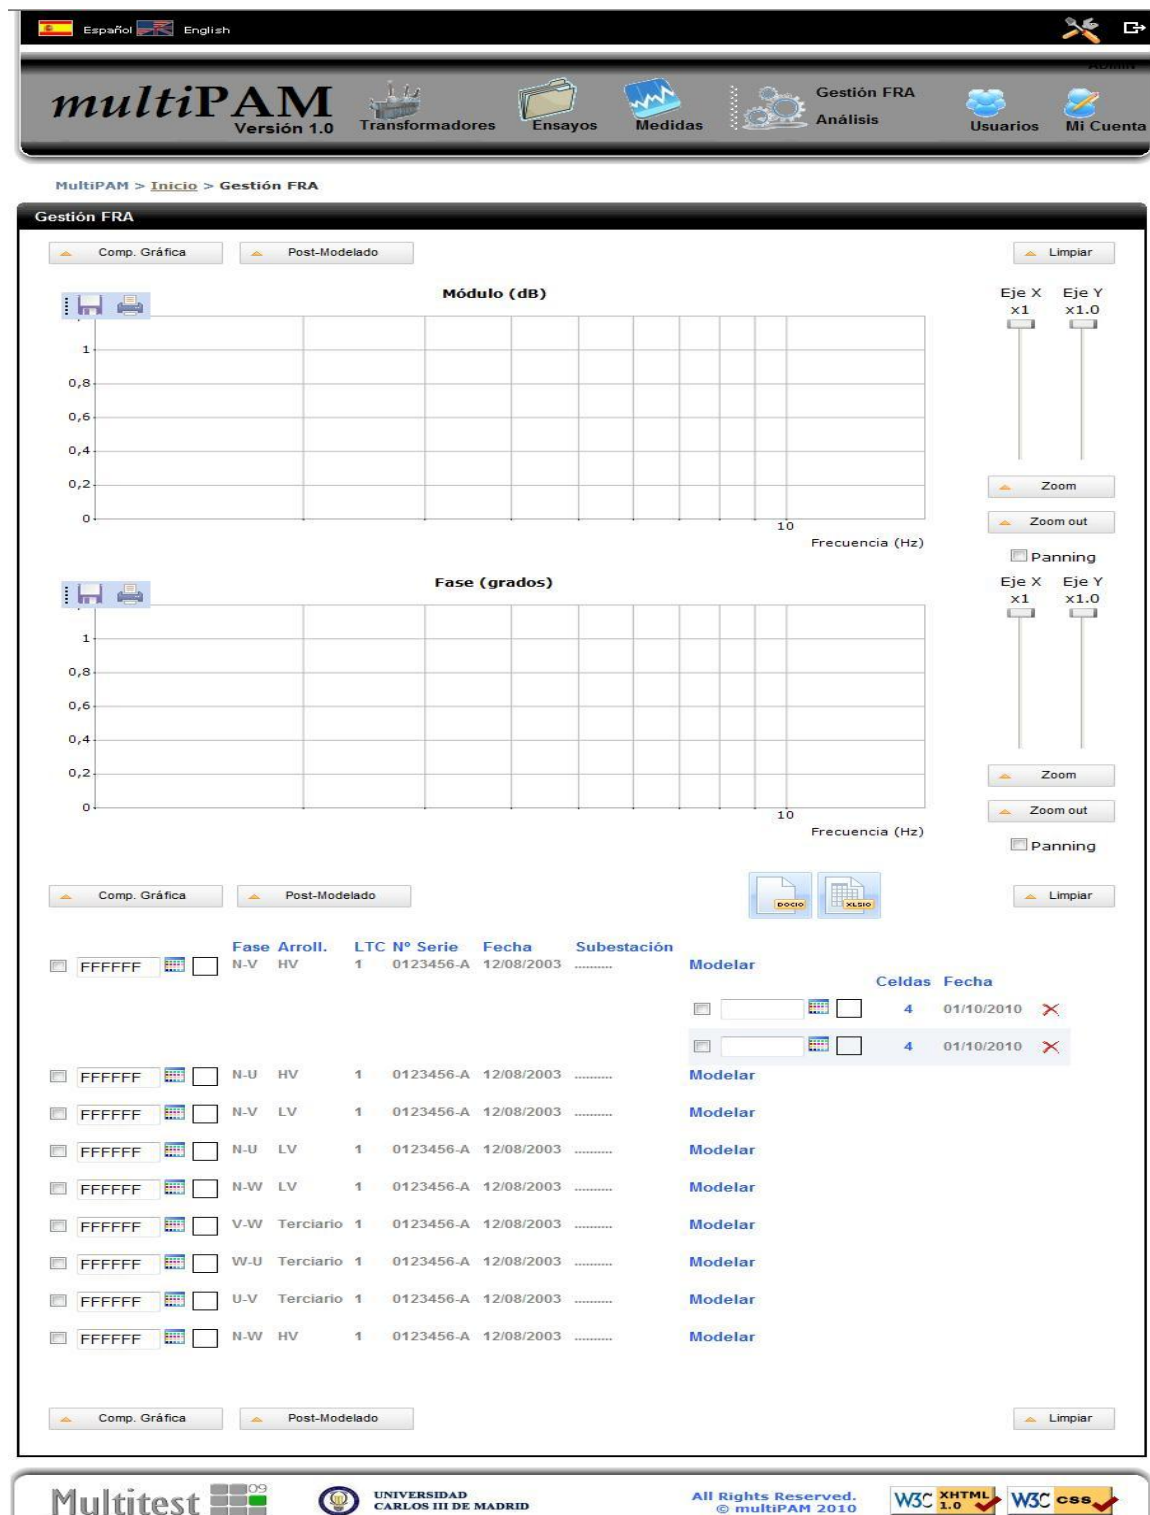 Español English
ADMIN
multiPAM
Versión 1.0
Transformadores
Ensayos
Medidas
Gestión FRA
Análisis
Usuarios
Mi Cuenta
MultiPAM > Inicio > Gestión FRA
Gestión FRA
Comp. Gráfica Post-Modelado Limpiar
Módulo (dB)
Eje X Eje Y
x1 x1.0
1
0,8
0,6
0,4
0,2
0
10
Frecuencia (Hz)
Zoom
Zoom out
Panning
Fase (grados)
Eje X Eje Y
x1 x1.0
1
0,8
0,6
0,4
0,2
0
10
Frecuencia (Hz)
Zoom
Zoom out
Panning
Comp. Gráfica Post-Modelado DOCIO XLSIO Limpiar
Fase Arroll. LTC Nº Serie Fecha Subestación
FFFFFF N-V HV 1 0123456-A 12/08/2003 .......... Modelar
Celdas Fecha
4 01/10/2010
4 01/10/2010
FFFFFF N-U HV 1 0123456-A 12/08/2003 .......... Modelar
FFFFFF N-V LV 1 0123456-A 12/08/2003 .......... Modelar
FFFFFF N-U LV 1 0123456-A 12/08/2003 .......... Modelar
FFFFFF N-W LV 1 0123456-A 12/08/2003 .......... Modelar
FFFFFF V-W Terciario 1 0123456-A 12/08/2003 .......... Modelar
FFFFFF W-U Terciario 1 0123456-A 12/08/2003 .......... Modelar
FFFFFF U-V Terciario 1 0123456-A 12/08/2003 .......... Modelar
FFFFFF N-W HV 1 0123456-A 12/08/2003 .......... Modelar
Comp. Gráfica Post-Modelado Limpiar
Multitest 09
UNIVERSIDAD
CARLOS III DE MADRID
All Rights Reserved.
© multiPAM 2010
W3C XHTML 1.0
W3C css